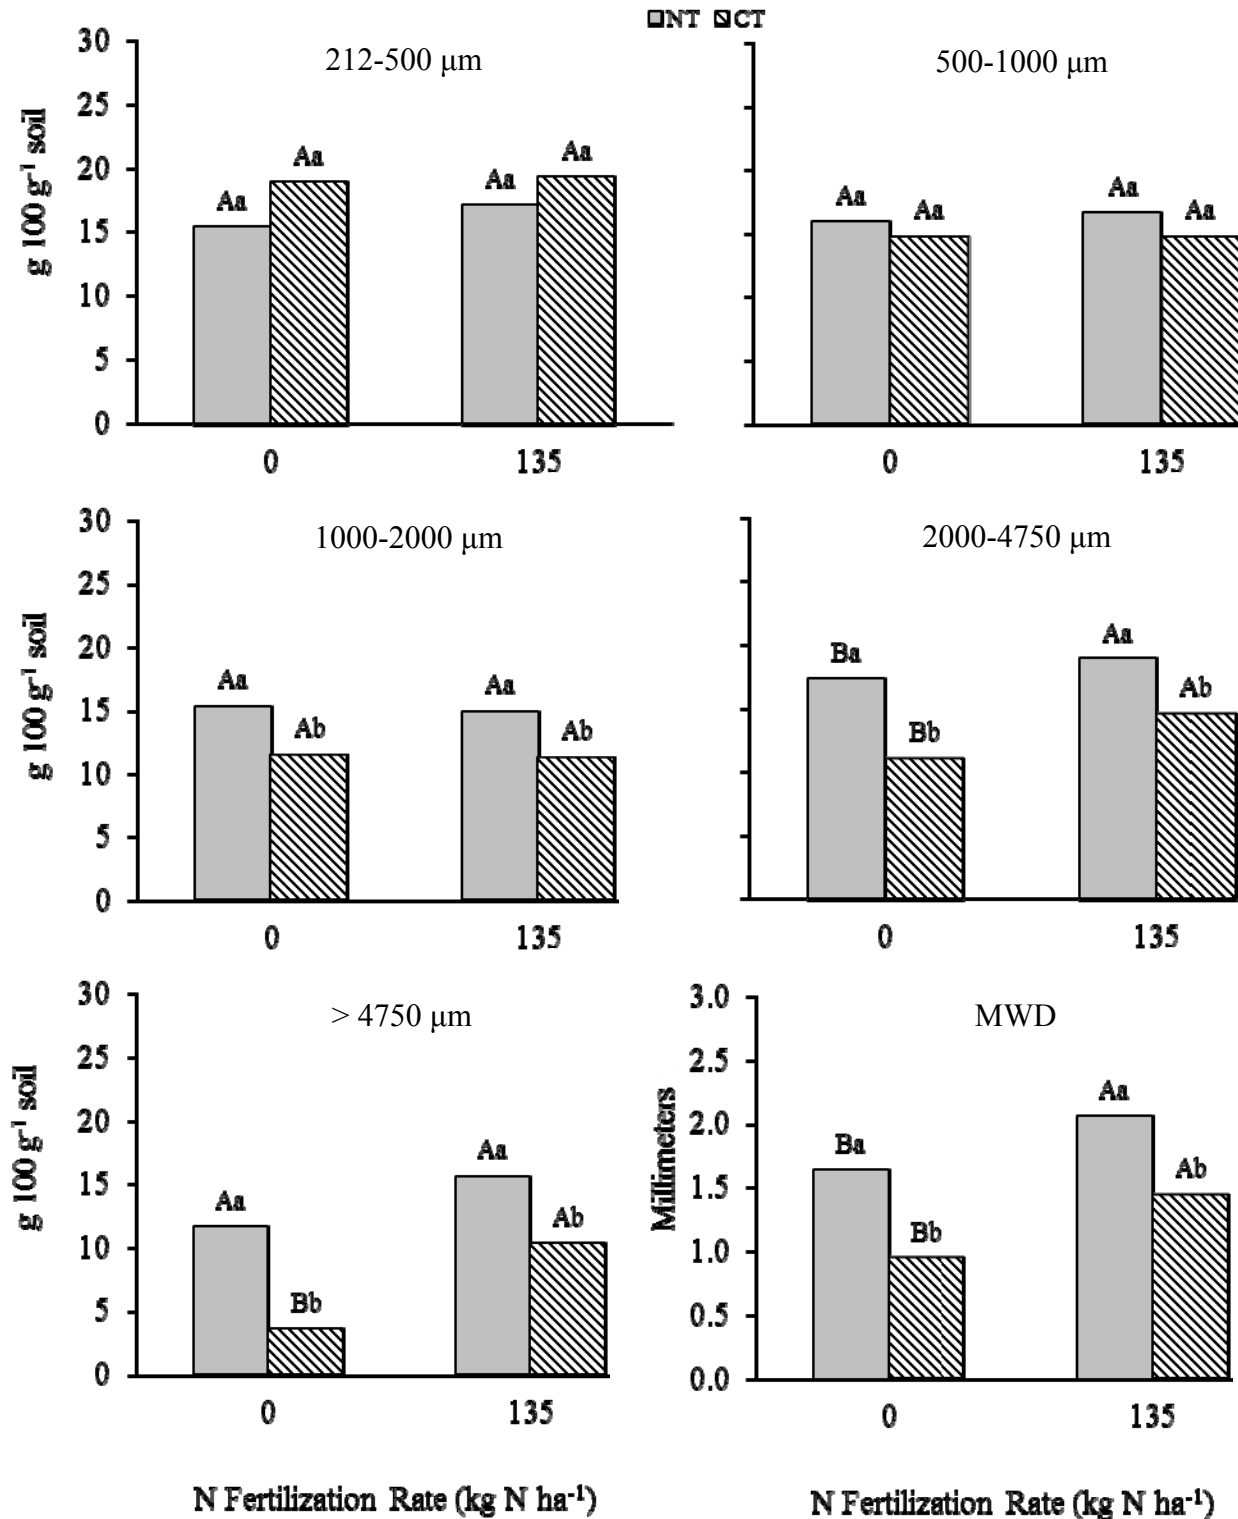 NT CT
212-500 μm
30
25
20
15
10
5
0
g 100 g⁻¹ soil
Aa
Aa
Aa
Aa
0 135
500-1000 μm
Aa
Aa
Aa
Aa
0 135
1000-2000 μm
30
25
20
15
10
5
0
g 100 g⁻¹ soil
Aa
Ab
Aa
Ab
0 135
2000-4750 μm
Ba
Bb
Aa
Ab
0 135
> 4750 μm
30
25
20
15
10
5
0
g 100 g⁻¹ soil
Aa
Bb
Aa
Ab
0 135
N Fertilization Rate (kg N ha⁻¹)
MWD
3.0
2.5
2.0
1.5
1.0
0.5
0.0
Millimeters
Ba
Bb
Aa
Ab
0 135
N Fertilization Rate (kg N ha⁻¹)